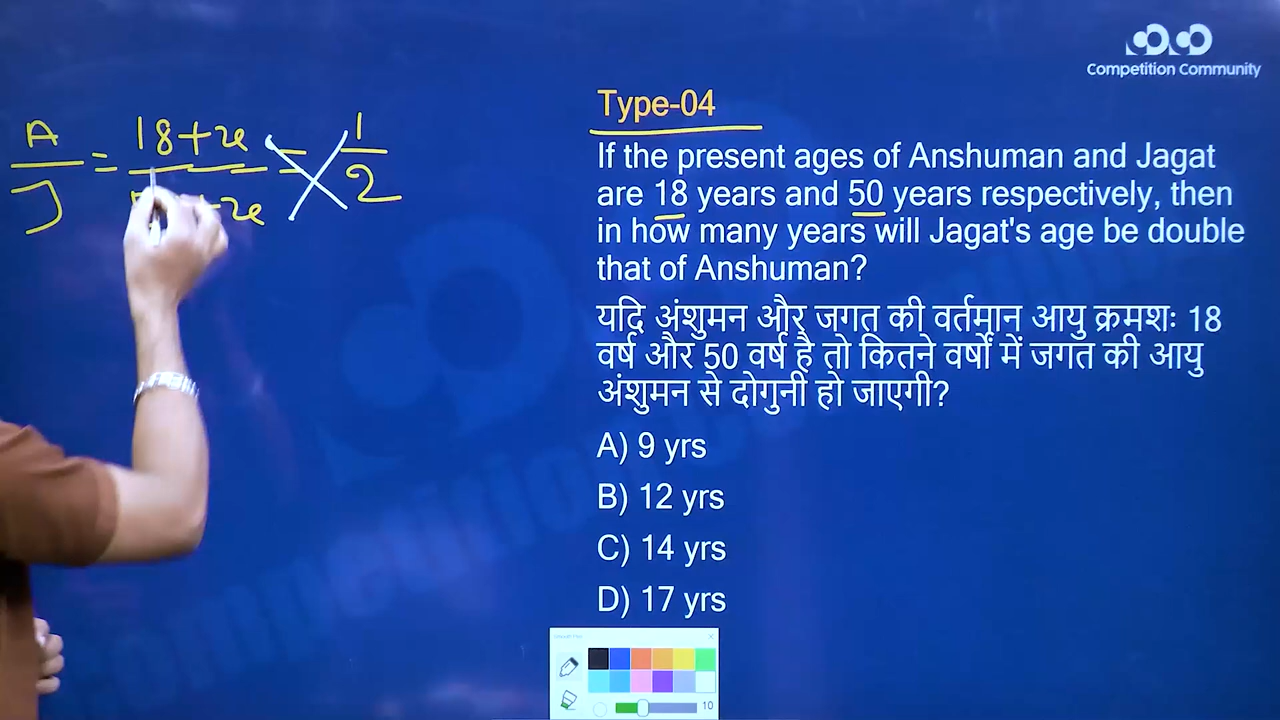 Competition Community
Type-04
If the present ages of Anshuman and Jagat
are 18 years and 50 years respectively, then
in how many years will Jagat's age be double
that of Anshuman?
यदि अंशुमन और जगत की वर्तमान आयु क्रमशः 18
वर्ष और 50 वर्ष है तो कितने वर्षों में जगत की आयु
अंशुमन से दोगुनी हो जाएगी?
A) 9 yrs
B) 12 yrs
C) 14 yrs
D) 17 yrs
A = 18+x = 1
J +x 2
10